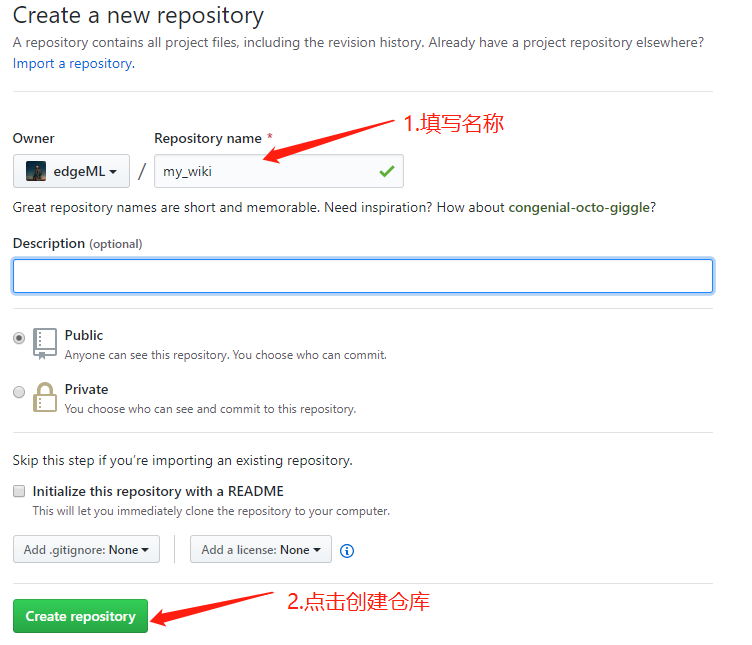 Create a new repository
A repository contains all project files, including the revision history. Already have a project repository elsewhere?
Import a repository.
1.填写名称
Owner
Repository name *
edgeML
/
my_wiki
Great repository names are short and memorable. Need inspiration? How about congenial-octo-giggle?
Description (optional)
Public
Anyone can see this repository. You choose who can commit.
Private
You choose who can see and commit to this repository.
Skip this step if you’re importing an existing repository.
Initialize this repository with a README
This will let you immediately clone the repository to your computer.
Add .gitignore: None
Add a license: None
2.点击创建仓库
Create repository